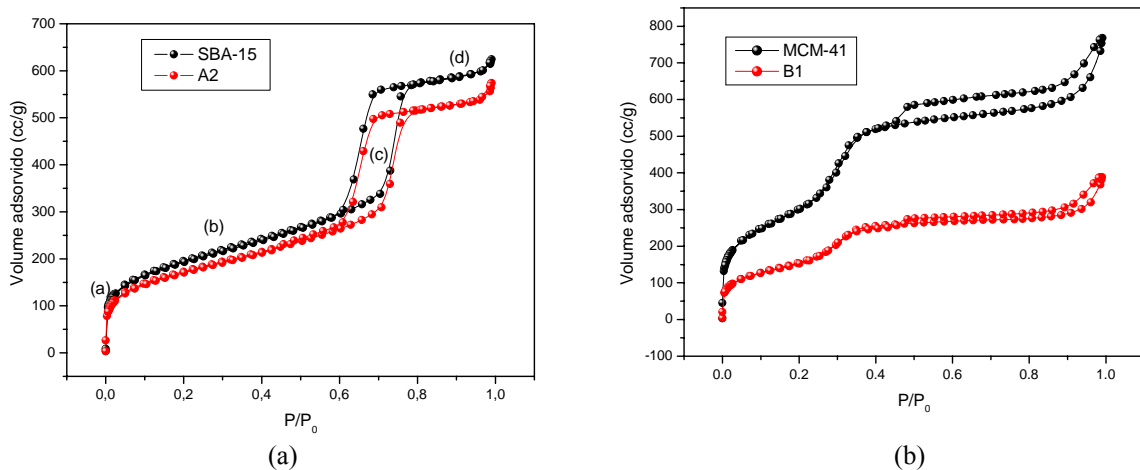 700
600
500
400
300
200
100
0
Volume adsorvido (cc/g)
SBA-15
A2
(a)
(b)
(c)
(d)
0,0 0,2 0,4 0,6 0,8 1,0
P/P₀
(a)
900
800
700
600
500
400
300
200
100
0
-100
Volume adsorvido (cc/g)
MCM-41
B1
0.0 0.2 0.4 0.6 0.8 1.0
P/P₀
(b)